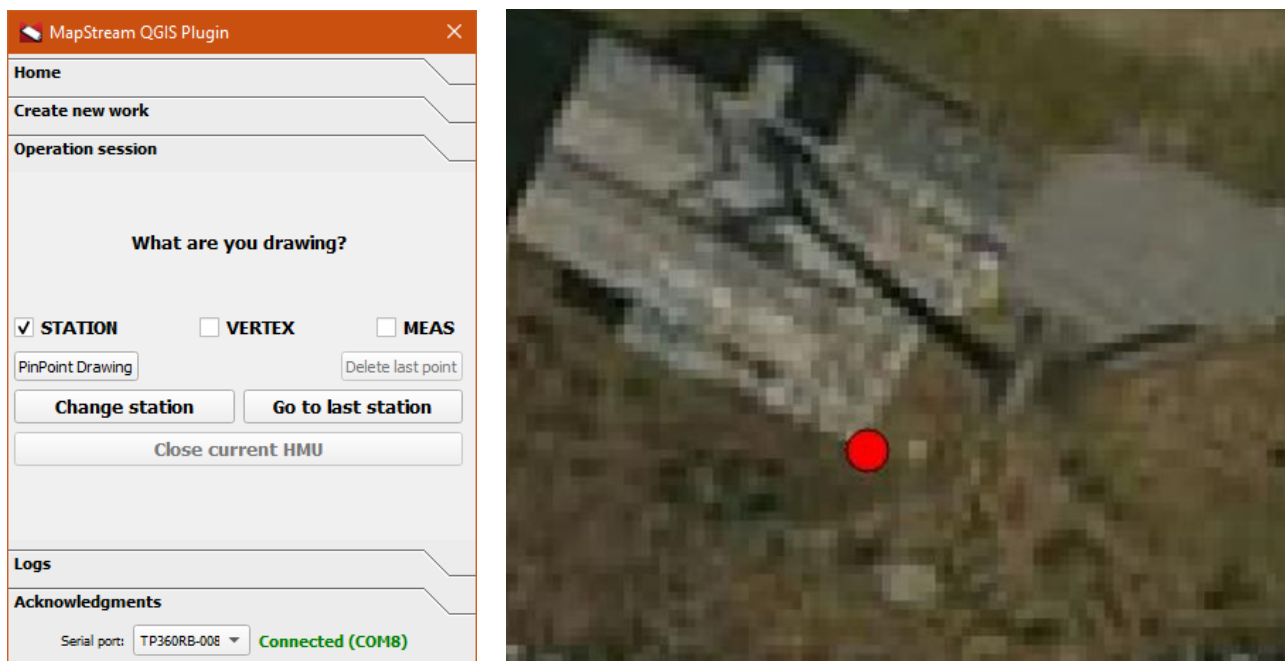 MapStream QGIS Plugin
Home
Create new work
Operation session
What are you drawing?
STATION VERTEX MEAS
PinPoint Drawing Delete last point
Change station Go to last station
Close current HMU
Logs
Acknowledgments
Serial port: TP360RB-008 Connected (COM8)